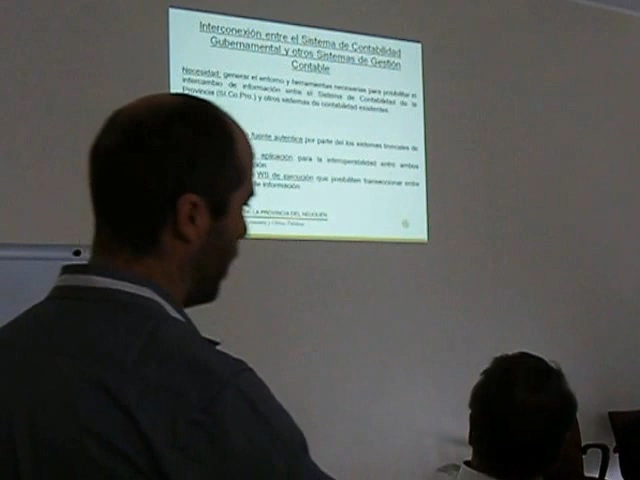 Interconexión entre el Sistema de Contabilidad
Gubernamental y otros Sistemas de Gestión
Contable
Necesidad: generar el entorno y herramientas necesarias para posibilitar el
intercambio de información entre el Sistema de Contabilidad de la
Provincia (SI.Co.Pro.) y otros sistemas de contabilidad existentes.
fuente autentica por parte del los sistemas troncales de
aplicación para la interoperabilidad entre ambos
WS de ejecución que posibiliten transaccionar entre
de información
LA PROVINCIA DEL NEUQUEN